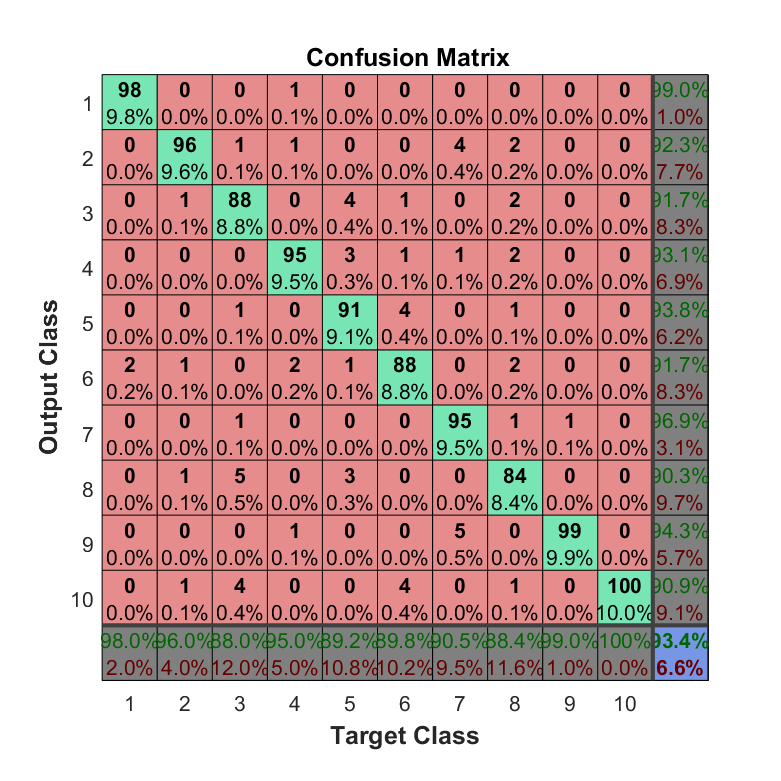 Confusion Matrix
1 98 0 0 1 0 0 0 0 0 0 99.0%
9.8% 0.0% 0.0% 0.1% 0.0% 0.0% 0.0% 0.0% 0.0% 0.0% 1.0%
2 0 96 1 1 0 0 4 2 0 0 92.3%
0.0% 9.6% 0.1% 0.1% 0.0% 0.0% 0.4% 0.2% 0.0% 0.0% 7.7%
3 0 1 88 0 4 1 0 2 0 0 91.7%
0.0% 0.1% 8.8% 0.0% 0.4% 0.1% 0.0% 0.2% 0.0% 0.0% 8.3%
4 0 0 0 95 3 1 1 2 0 0 93.1%
0.0% 0.0% 0.0% 9.5% 0.3% 0.1% 0.1% 0.2% 0.0% 0.0% 6.9%
5 0 0 1 0 91 4 0 1 0 0 93.8%
0.0% 0.0% 0.1% 0.0% 9.1% 0.4% 0.0% 0.1% 0.0% 0.0% 6.2%
6 2 1 0 2 1 88 0 2 0 0 91.7%
0.2% 0.1% 0.0% 0.2% 0.1% 8.8% 0.0% 0.2% 0.0% 0.0% 8.3%
7 0 0 1 0 0 0 95 1 1 0 96.9%
0.0% 0.0% 0.1% 0.0% 0.0% 0.0% 9.5% 0.1% 0.1% 0.0% 3.1%
8 0 1 5 0 3 0 0 84 0 0 90.3%
0.0% 0.1% 0.5% 0.0% 0.3% 0.0% 0.0% 8.4% 0.0% 0.0% 9.7%
9 0 0 0 1 0 0 5 0 99 0 94.3%
0.0% 0.0% 0.0% 0.1% 0.0% 0.0% 0.5% 0.0% 9.9% 0.0% 5.7%
10 0 1 4 0 0 4 0 1 0 100 90.9%
0.0% 0.1% 0.4% 0.0% 0.0% 0.4% 0.0% 0.1% 0.0% 10.0% 9.1%
98.0% 96.0% 88.0% 95.0% 89.2% 89.8% 90.5% 88.4% 99.0% 100% 93.4%
2.0% 4.0% 12.0% 5.0% 10.8% 10.2% 9.5% 11.6% 1.0% 0.0% 6.6%
1 2 3 4 5 6 7 8 9 10
Target Class
Output Class